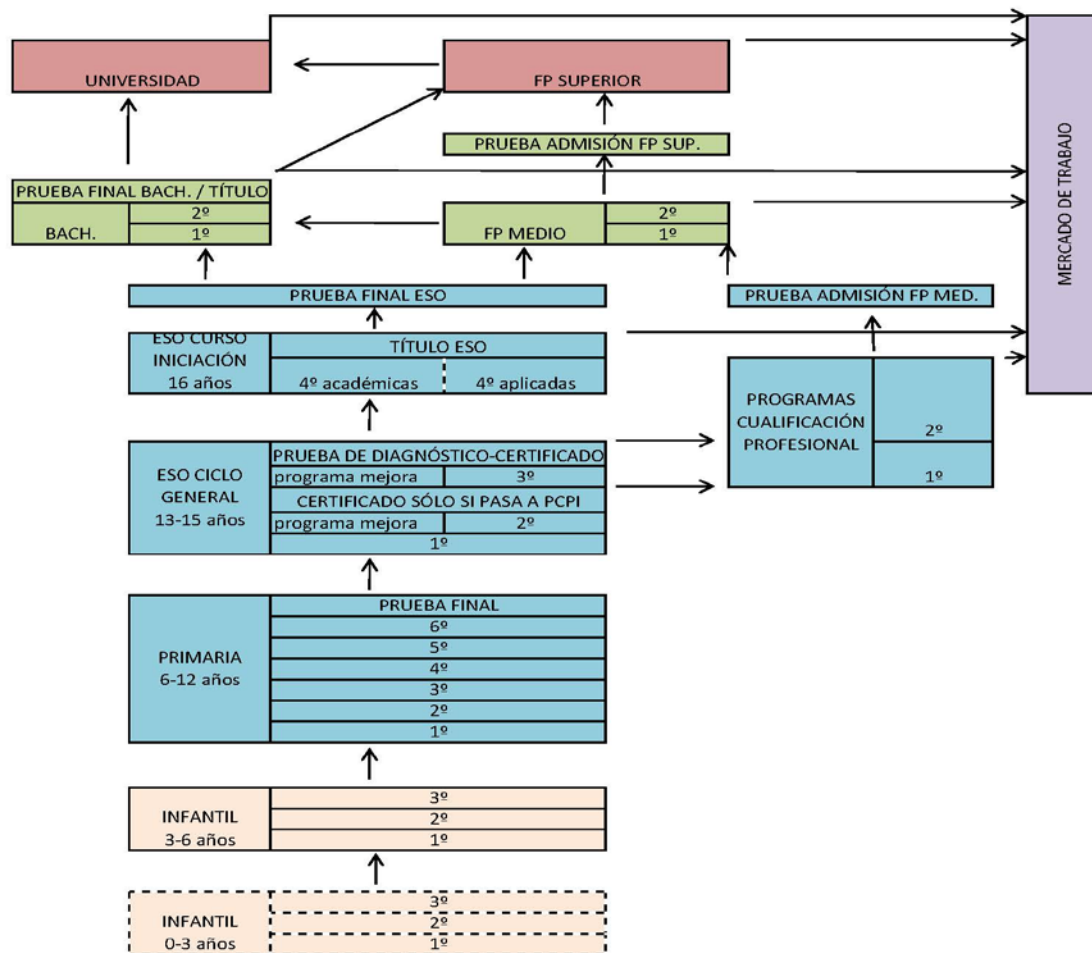 UNIVERSIDAD
FP SUPERIOR
MERCADO DE TRABAJO
PRUEBA ADMISIÓN FP SUP.
PRUEBA FINAL BACH. / TÍTULO
BACH.
2º
1º
FP MEDIO
2º
1º
PRUEBA FINAL ESO
PRUEBA ADMISIÓN FP MED.
ESO CURSO
INICIACIÓN
16 años
TÍTULO ESO
4º académicas
4º aplicadas
PROGRAMAS
CUALIFICACIÓN
PROFESIONAL
2º
1º
ESO CICLO
GENERAL
13-15 años
PRUEBA DE DIAGNÓSTICO-CERTIFICADO
programa mejora
3º
CERTIFICADO SÓLO SI PASA A PCPI
programa mejora
2º
1º
PRIMARIA
6-12 años
PRUEBA FINAL
6º
5º
4º
3º
2º
1º
INFANTIL
3-6 años
3º
2º
1º
INFANTIL
0-3 años
3º
2º
1º